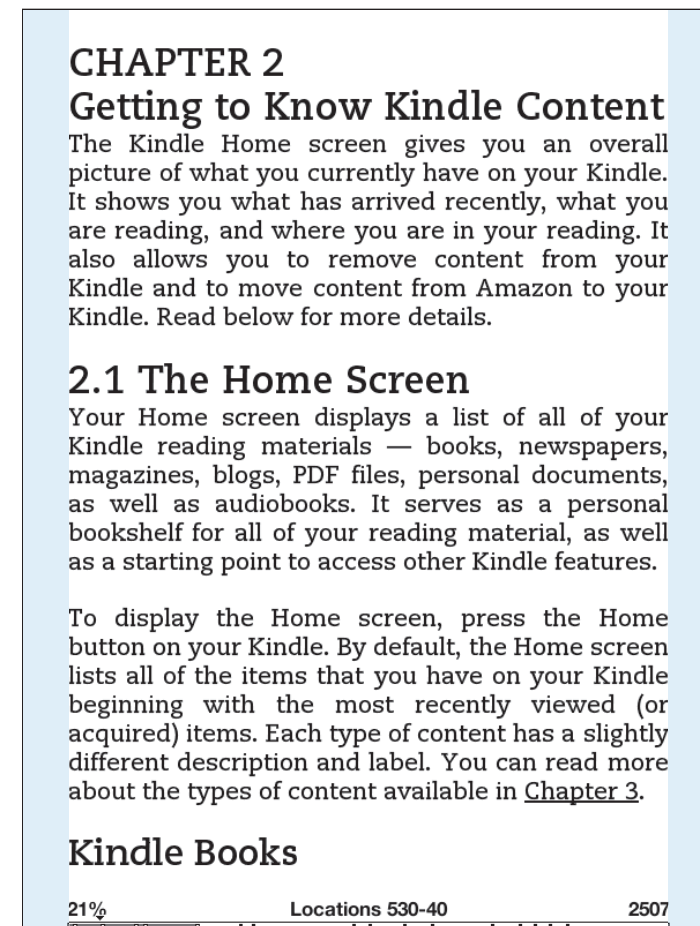 CHAPTER 2
Getting to Know Kindle Content
The Kindle Home screen gives you an overall
picture of what you currently have on your Kindle.
It shows you what has arrived recently, what you
are reading, and where you are in your reading. It
also allows you to remove content from your
Kindle and to move content from Amazon to your
Kindle. Read below for more details.
2.1 The Home Screen
Your Home screen displays a list of all of your
Kindle reading materials — books, newspapers,
magazines, blogs, PDF files, personal documents,
as well as audiobooks. It serves as a personal
bookshelf for all of your reading material, as well
as a starting point to access other Kindle features.
To display the Home screen, press the Home
button on your Kindle. By default, the Home screen
lists all of the items that you have on your Kindle
beginning with the most recently viewed (or
acquired) items. Each type of content has a slightly
different description and label. You can read more
about the types of content available in Chapter 3.
Kindle Books
21% Locations 530-40 2507